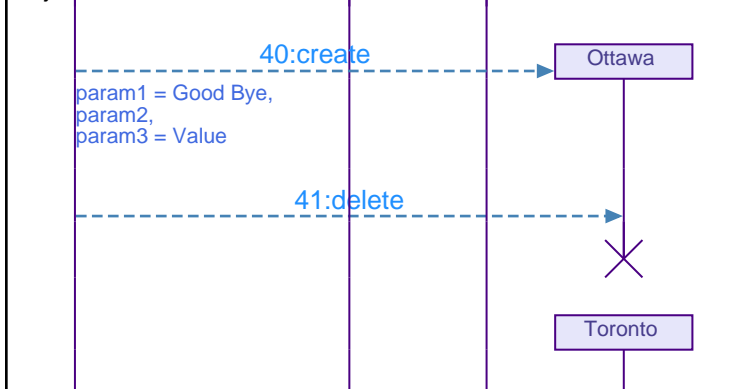 40:create
Ottawa
param1 = Good Bye,
param2,
param3 = Value
41:delete
Toronto